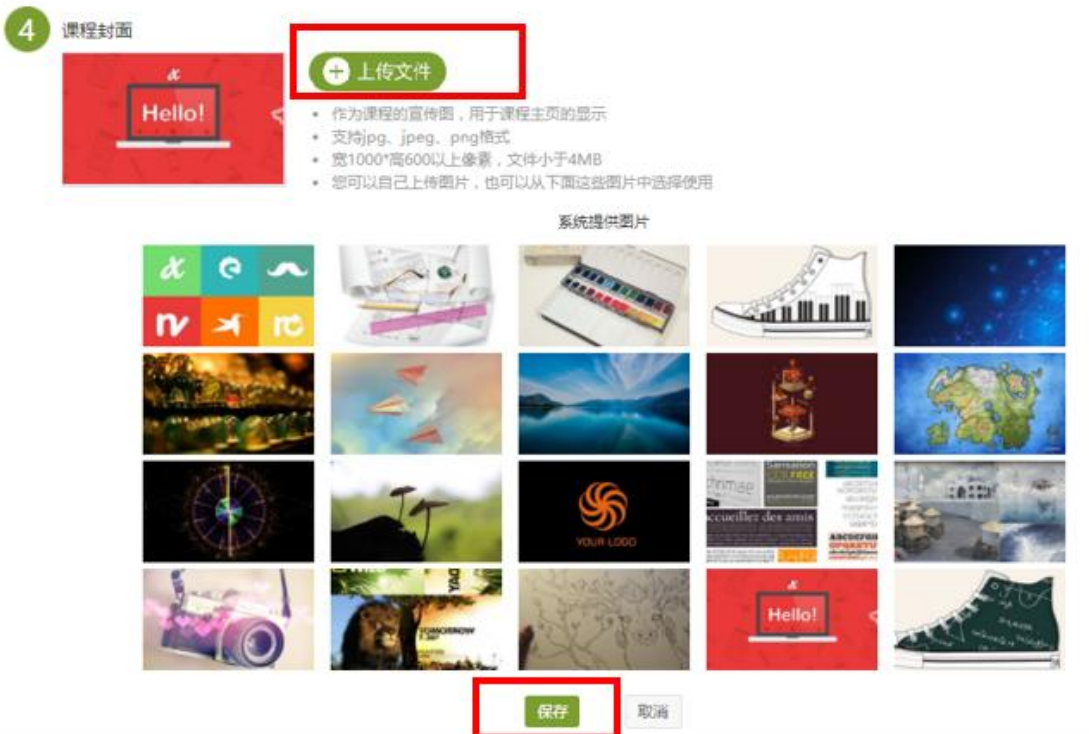 4 课程封面
Hello!
上传文件
作为课程的宣传图，用于课程主页的显示
支持jpg、jpeg、png格式
宽1000*高600以上像素，文件小于4MB
您可以自己上传图片，也可以从下面这些图片中选择使用
系统提供图片
YOUR LOGO
accueillez des amis
Hello!
保存 取消